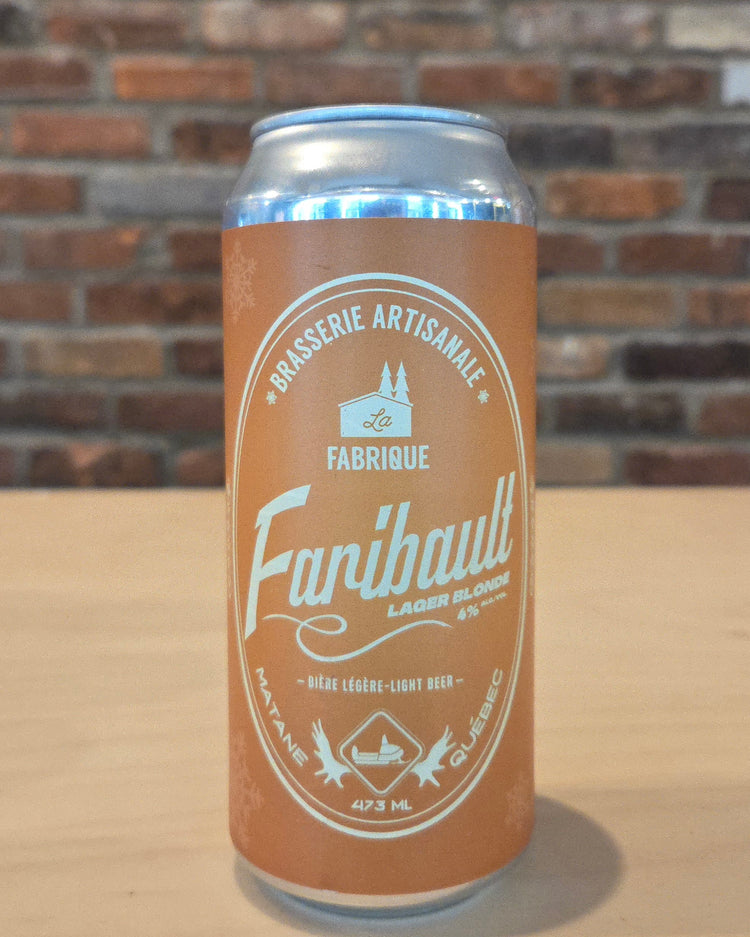 BRASSERIE ARTISANALE
La
FABRIQUE
Faribault
LAGER BLONDE
4% ALC./VOL.
BIÈRE LÉGÈRE-LIGHT BEER
MATANE
QUÉBEC
473 ML